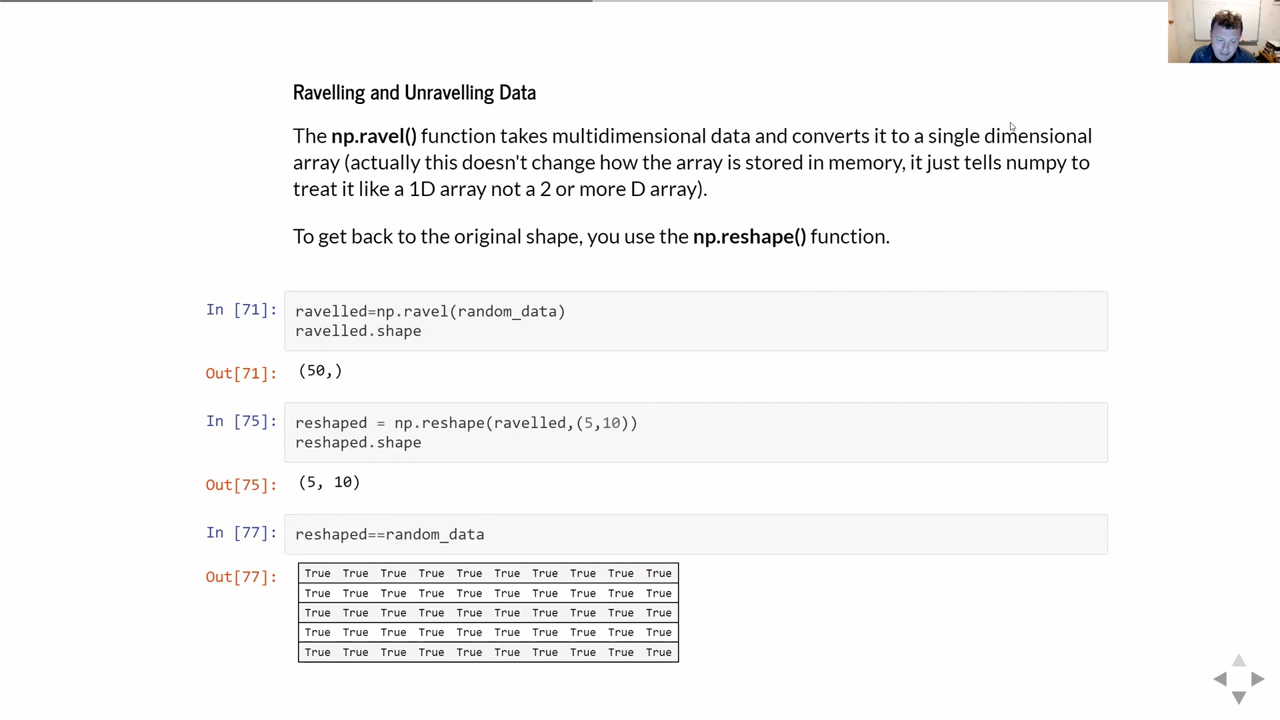 Ravelling and Unravelling Data
The np.ravel() function takes multidimensional data and converts it to a single dimensional
array (actually this doesn't change how the array is stored in memory, it just tells numpy to
treat it like a 1D array not a 2 or more D array).
To get back to the original shape, you use the np.reshape() function.
In [71]: ravelled=np.ravel(random_data)
ravelled.shape
Out[71]: (50,)
In [75]: reshaped = np.reshape(ravelled,(5,10))
reshaped.shape
Out[75]: (5, 10)
In [77]: reshaped==random_data
Out[77]: True True True True True True True True True True
True True True True True True True True True True
True True True True True True True True True True
True True True True True True True True True True
True True True True True True True True True True